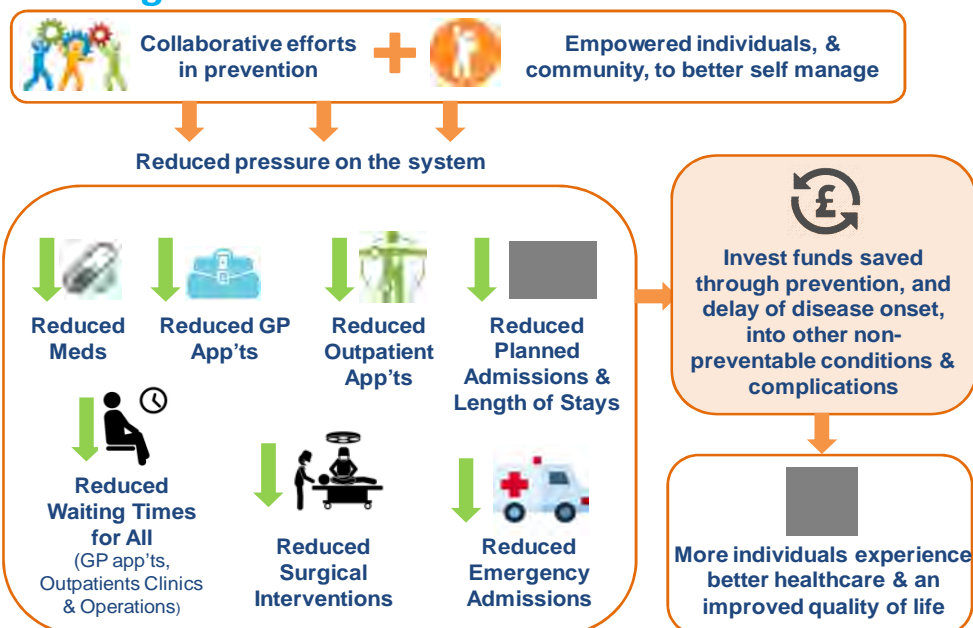 Collaborative efforts
in prevention
Empowered individuals, &
community, to better self manage
Reduced pressure on the system
Reduced
Meds
Reduced GP
App'ts
Reduced
Outpatient
App'ts
Reduced
Planned
Admissions &
Length of Stays
Reduced
Waiting Times
for All
(GP app'ts,
Outpatients Clinics
& Operations)
Reduced
Surgical
Interventions
Reduced
Emergency
Admissions
£
Invest funds saved
through prevention, and
delay of disease onset,
into other non-
preventable conditions &
complications
More individuals experience
better healthcare & an
improved quality of life